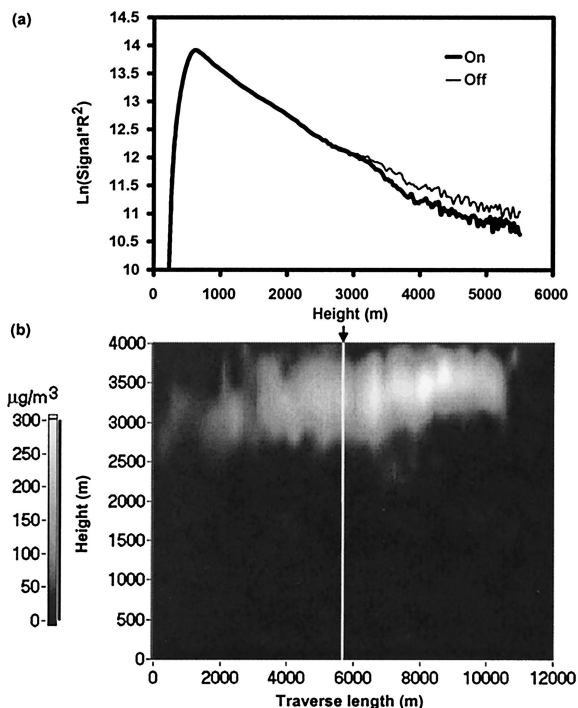 (a)
14.5
14
13.5
13
12.5
12
11.5
11
10.5
10
Ln(Signal*R²)
On
Off
0 1000 2000 3000 4000 5000 6000
Height (m)
(b)
μg/m3
300
250
200
150
100
50
0
4000
3500
3000
2500
2000
1500
1000
500
0
Height (m)
0 2000 4000 6000 8000 10000 12000
Traverse length (m)